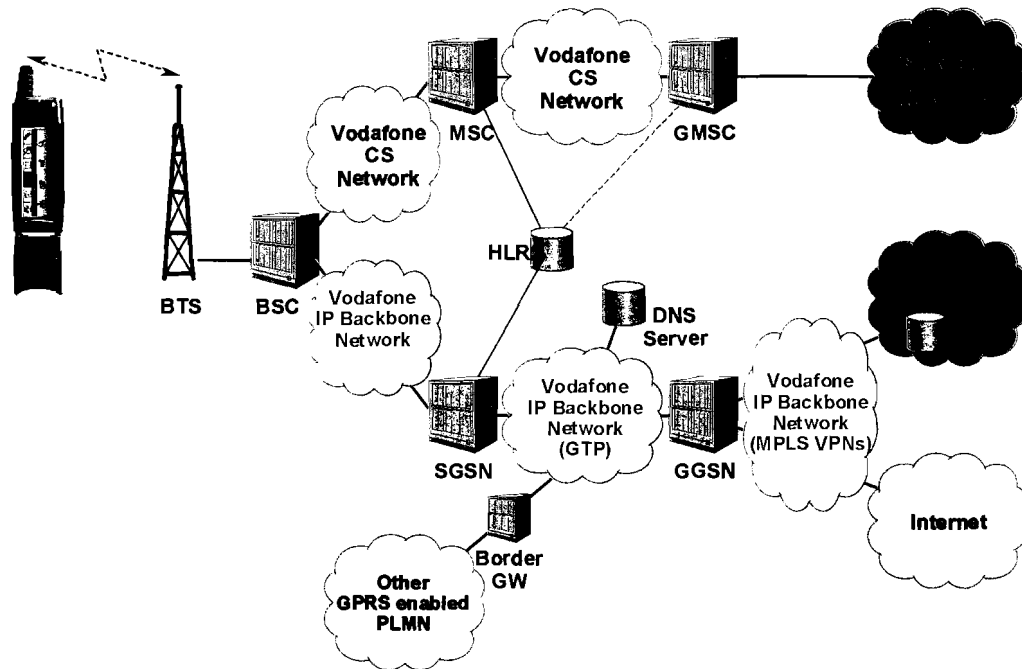 Vodafone
CS
Network
MSC
Vodafone
CS
Network
GMSC
HLR
BTS
BSC
Vodafone
IP Backbone
Network
DNS
Server
SGSN
Vodafone
IP Backbone
Network
(GTP)
GGSN
Vodafone
IP Backbone
Network
(MPLS VPNs)
Internet
Border
GW
Other
GPRS enabled
PLMN